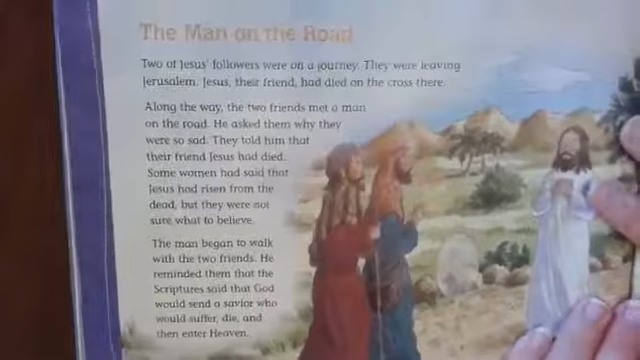 The Man on the Road
Two of Jesus' followers were on a journey. They were leaving
Jerusalem. Jesus, their friend, had died on the cross there.
Along the way, the two friends met a man
on the road. He asked them why they
were so sad. They told him that
their friend Jesus had died.
Some women had said that
Jesus had risen from the
dead, but they were not
sure what to believe.
The man began to walk
with the two friends. He
reminded them that the
Scriptures said that God
would send a savior who
would suffer, die, and
then enter Heaven.